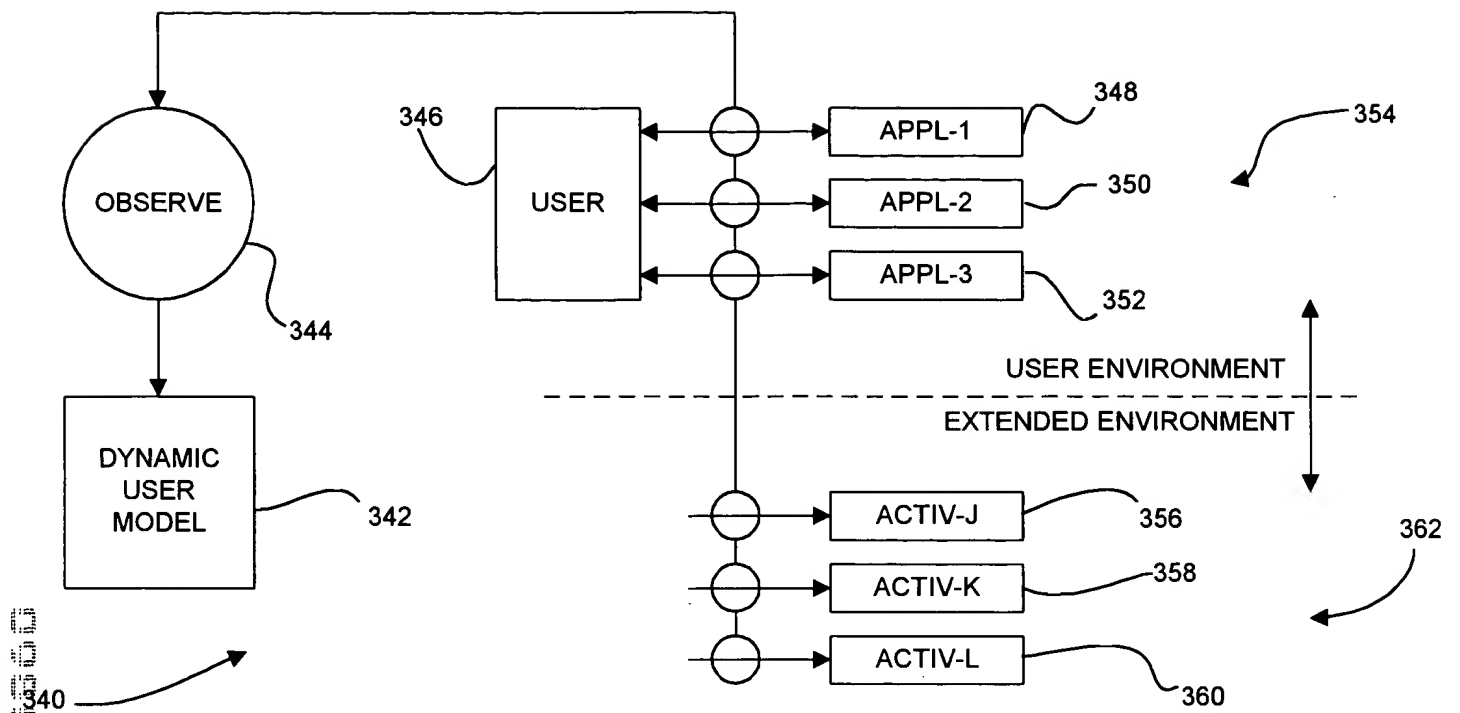 348
354
346
APPL-1
OBSERVE
USER
APPL-2
350
APPL-3
352
344
USER ENVIRONMENT
EXTENDED ENVIRONMENT
DYNAMIC
USER
MODEL
342
ACTIV-J
356
362
ACTIV-K
358
ACTIV-L
360
340